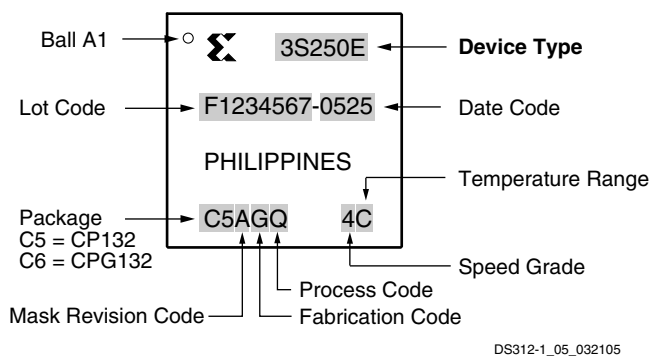 Ball A1
3S250E
Device Type
Lot Code
F1234567-0525
Date Code
PHILIPPINES
Temperature Range
Package
C5 = CP132
C6 = CPG132
C5AGQ
4C
Speed Grade
Process Code
Mask Revision Code
Fabrication Code
DS312-1_05_032105